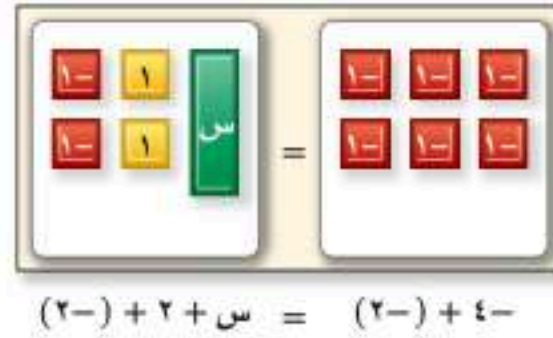 -١ -١ -١ ١ -١
س
=
-١ -١ -١ ١ -١
-٤ + (-٢) = س + ٢ + (-٢)